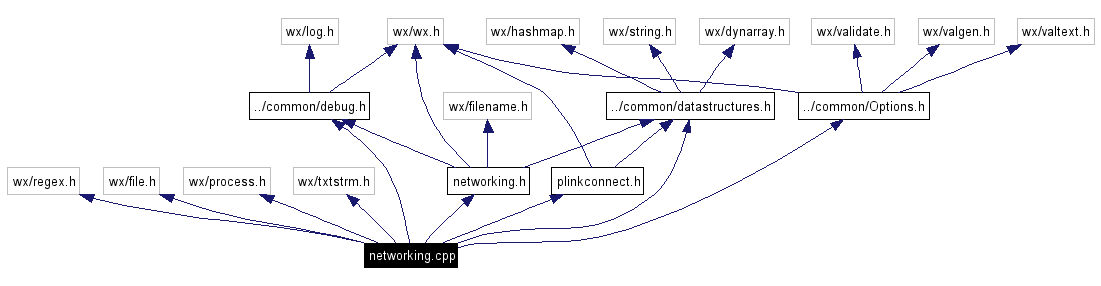 wx/log.h
wx/wx.h
wx/hashmap.h
wx/string.h
wx/dynarray.h
wx/validate.h
wx/valgen.h
wx/valtext.h
../common/debug.h
wx/filename.h
../common/datastructures.h
../common/Options.h
wx/regex.h
wx/file.h
wx/process.h
wx/txtstrm.h
networking.h
plinkconnect.h
networking.cpp